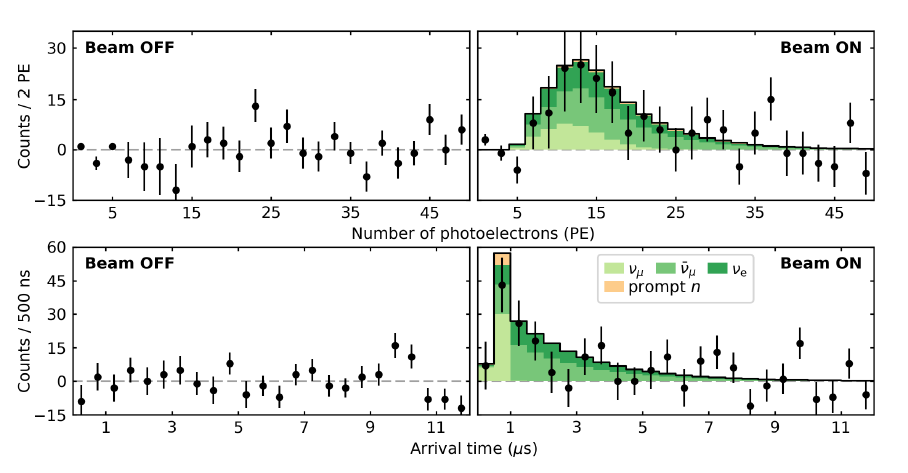 Beam OFF
Beam ON
Counts / 2 PE
30
15
0
−15
5 15 25 35 45
5 15 25 35 45
Number of photoelectrons (PE)
Beam OFF
Beam ON
Counts / 500 ns
60
45
30
15
0
−15
νμ ν̄μ νe
prompt n
1 3 5 7 9 11
1 3 5 7 9 11
Arrival time (μs)